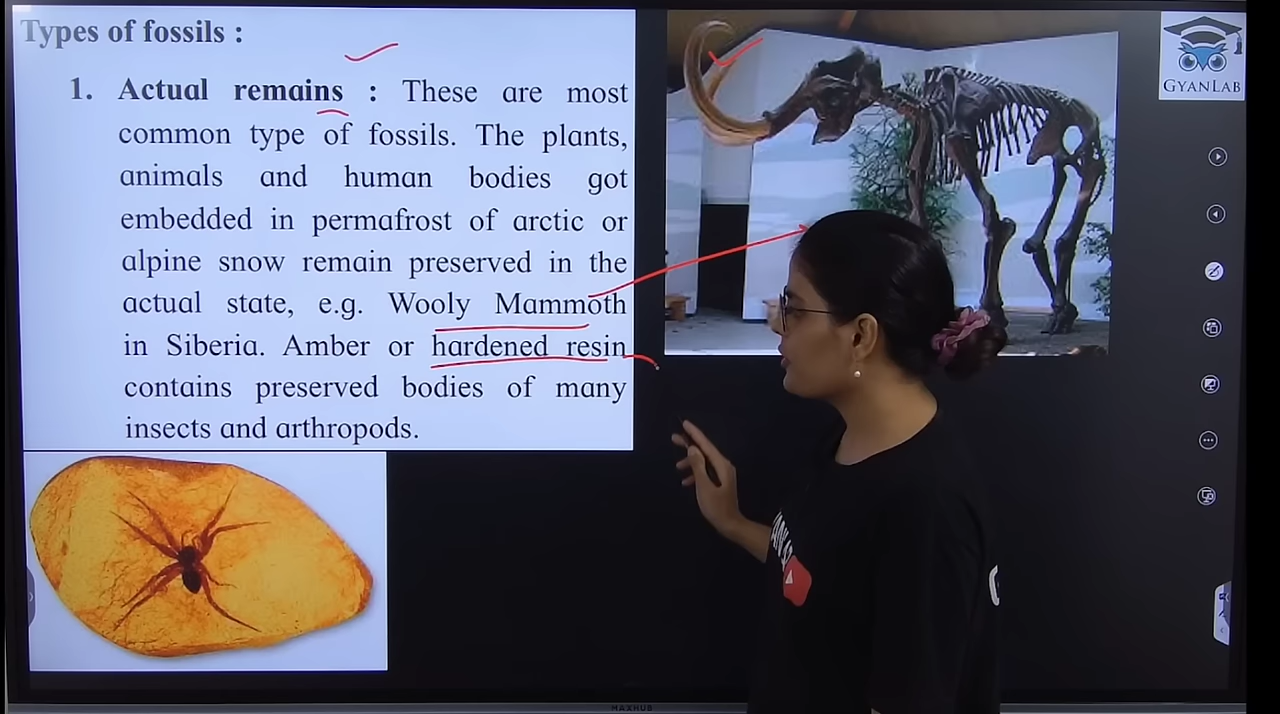 Types of fossils :
1. Actual remains : These are most
common type of fossils. The plants,
animals and human bodies got
embedded in permafrost of arctic or
alpine snow remain preserved in the
actual state, e.g. Wooly Mammoth
in Siberia. Amber or hardened resin
contains preserved bodies of many
insects and arthropods.
GYANLAB
MAXHUB